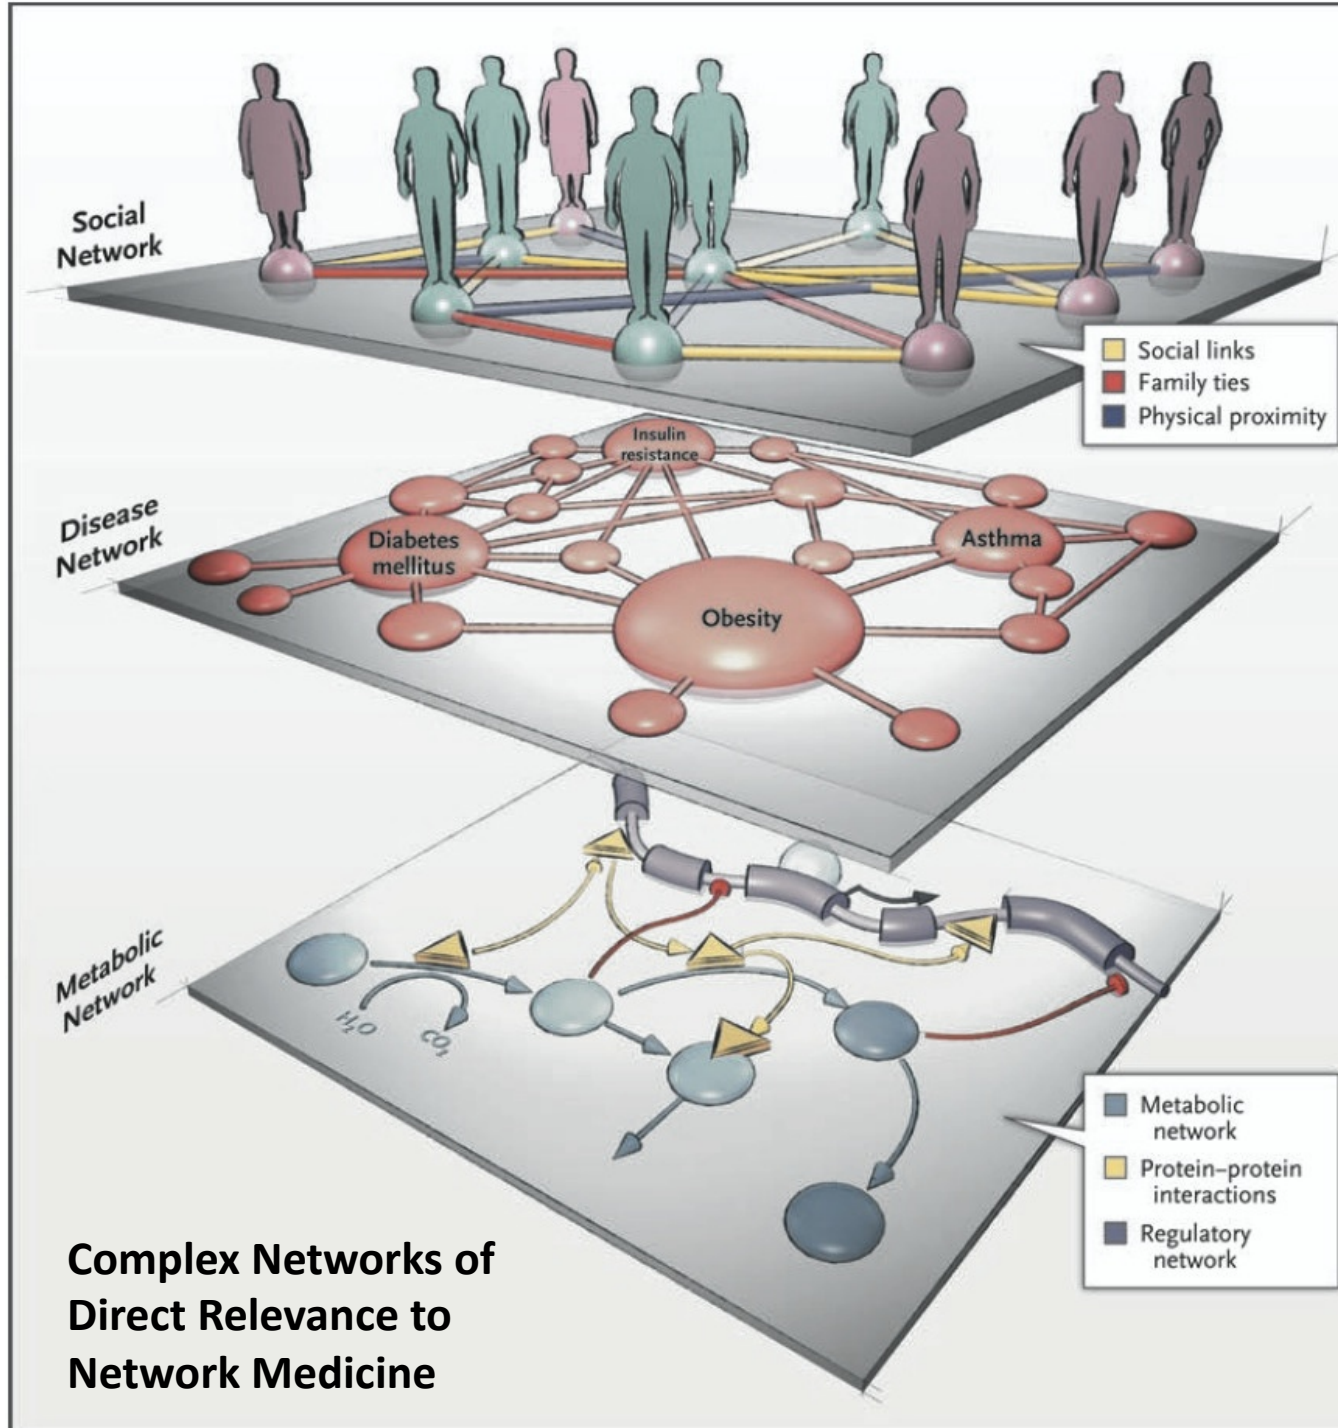 Social
Network
Social links
Family ties
Physical proximity
Insulin
resistance
Disease
Network
Diabetes
mellitus
Asthma
Obesity
Metabolic
Network
H₂O
CO₂
Metabolic
network
Protein–protein
interactions
Regulatory
network
Complex Networks of
Direct Relevance to
Network Medicine